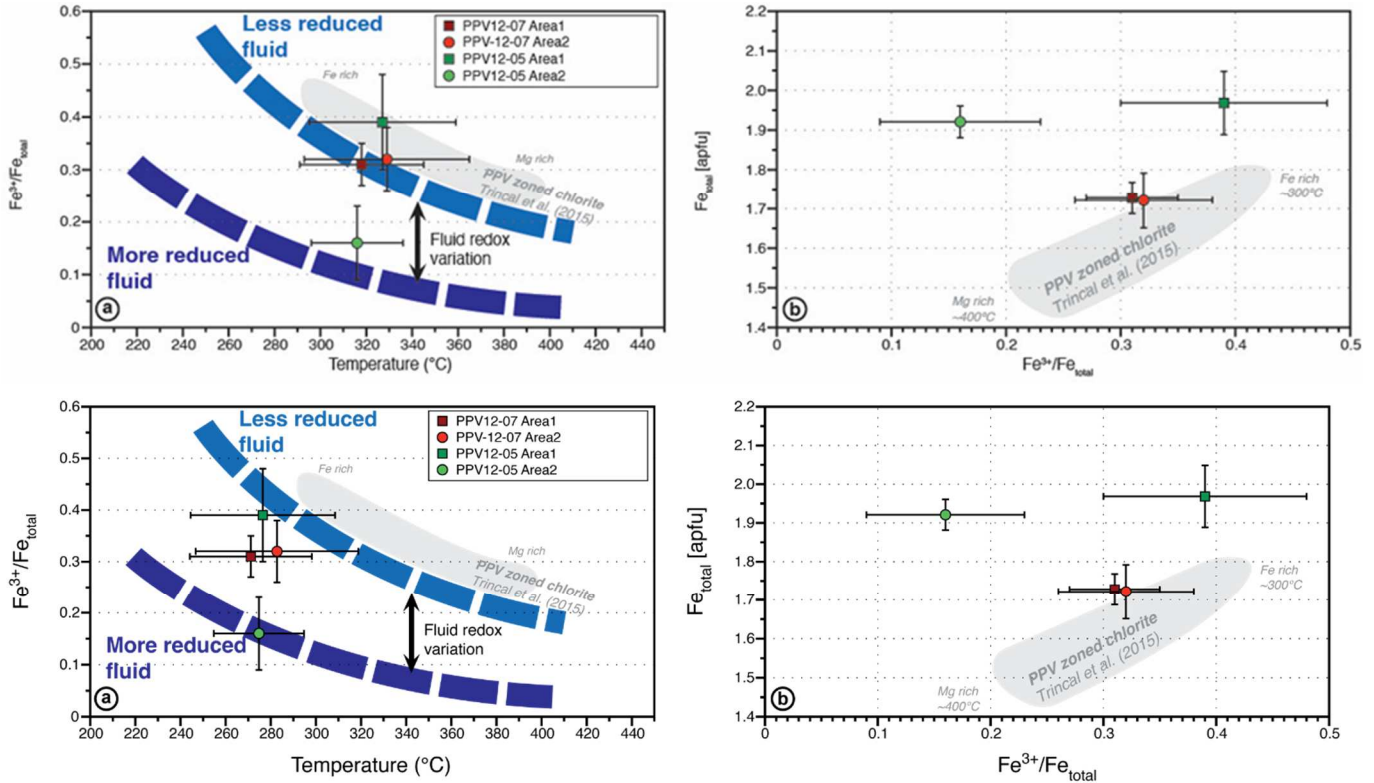 Less reduced
fluid
Fe rich
PPV12-07 Area1
PPV-12-07 Area2
PPV12-05 Area1
PPV12-05 Area2
Mg rich
PPV zoned chlorite
Trincal et al. (2015)
Fluid redox
variation
More reduced
fluid
a
0.6
0.5
0.4
0.3
0.2
0.1
0
Fe³⁺/Fe_total
200 220 240 260 280 300 320 340 360 380 400 420 440
Temperature (°C)
2.2
2.1
2.0
1.9
1.8
1.7
1.6
1.5
1.4
Fe_total [apfu]
Fe rich
~300°C
PPV zoned chlorite
Trincal et al. (2015)
Mg rich
~400°C
b
0 0.1 0.2 0.3 0.4 0.5
Fe³⁺/Fe_total
Less reduced
fluid
Fe rich
PPV12-07 Area1
PPV-12-07 Area2
PPV12-05 Area1
PPV12-05 Area2
Mg rich
PPV zoned chlorite
Trincal et al. (2015)
Fluid redox
variation
More reduced
fluid
a
0.6
0.5
0.4
0.3
0.2
0.1
0
Fe³⁺/Fe_total
200 220 240 260 280 300 320 340 360 380 400 420 440
Temperature (°C)
2.2
2.1
2.0
1.9
1.8
1.7
1.6
1.5
1.4
Fe_total [apfu]
Fe rich
~300°C
PPV zoned chlorite
Trincal et al. (2015)
Mg rich
~400°C
b
0 0.1 0.2 0.3 0.4 0.5
Fe³⁺/Fe_total